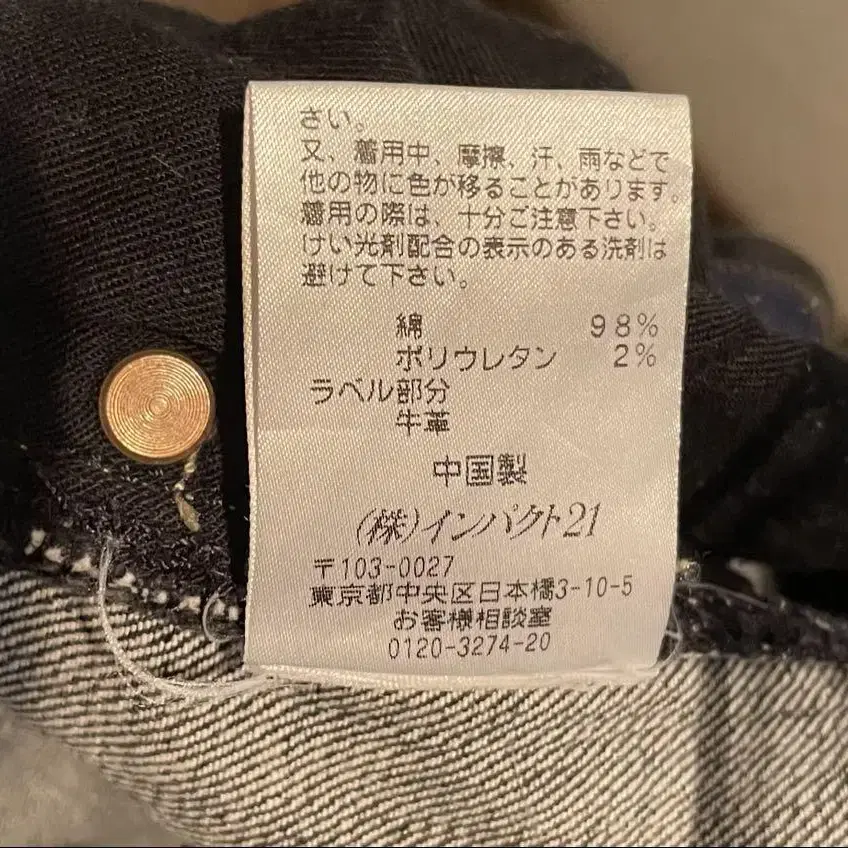 さい。
又、着用中、摩擦、汗、雨などで
他の物に色が移ることがあります。
着用の際は、十分ご注意下さい。
けい光剤配合の表示のある洗剤は
避けて下さい。
綿 98%
ポリウレタン 2%
ラベル部分
牛革
中国製
(株)インパクト21
〒103-0027
東京都中央区日本橋3-10-5
お客様相談室
0120-3274-20